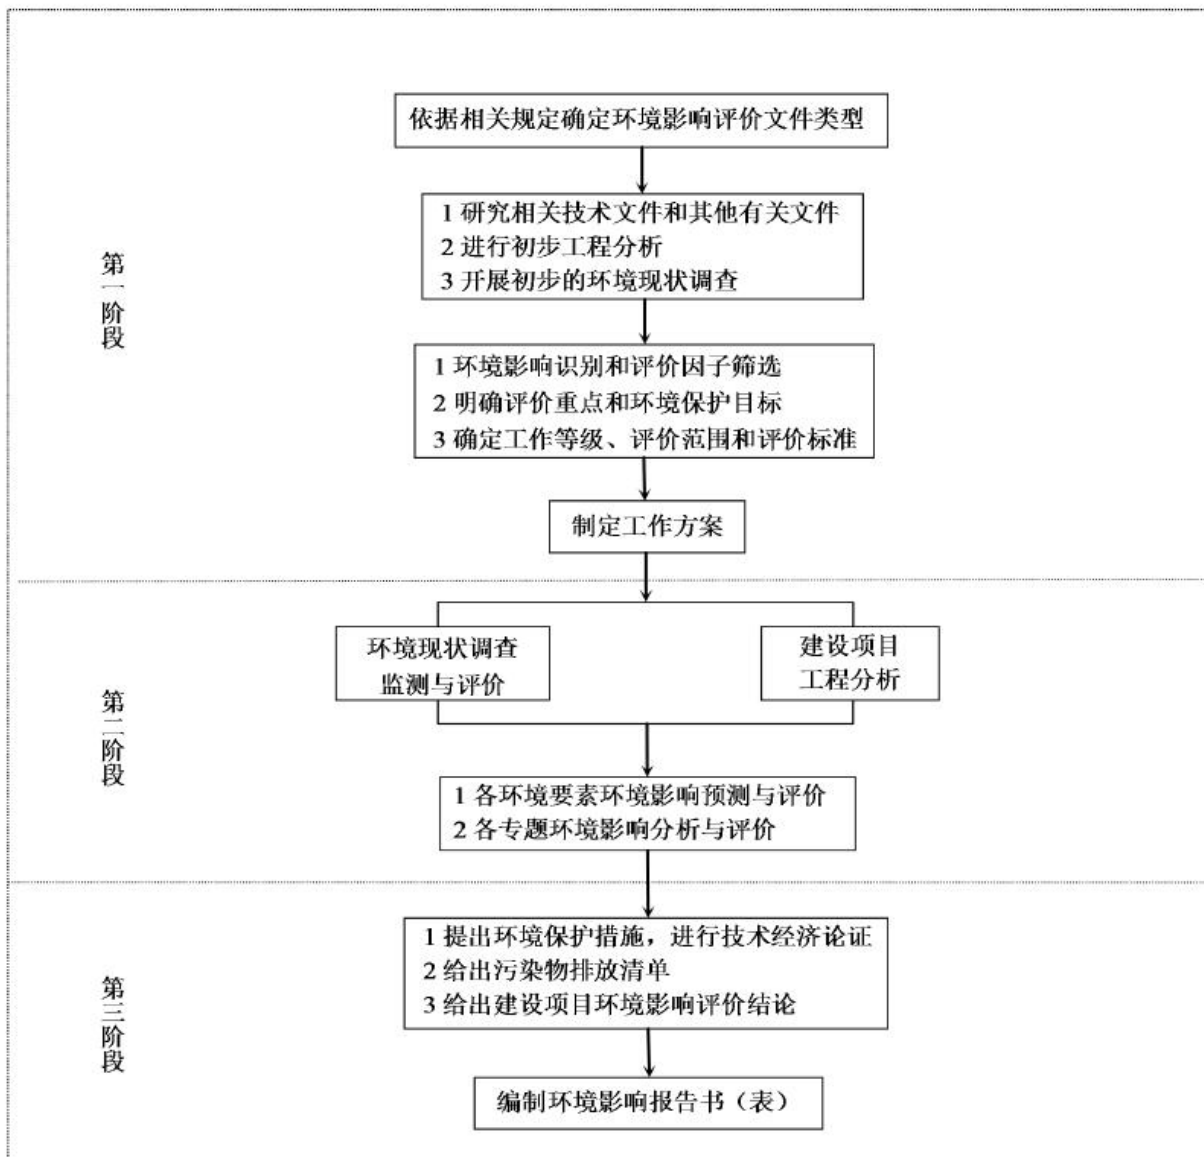 依据相关规定确定环境影响评价文件类型
第一阶段
1 研究相关技术文件和其他有关文件
2 进行初步工程分析
3 开展初步的环境现状调查
1 环境影响识别和评价因子筛选
2 明确评价重点和环境保护目标
3 确定工作等级、评价范围和评价标准
制定工作方案
第二阶段
环境现状调查
监测与评价
建设项目
工程分析
1 各环境要素环境影响预测与评价
2 各专题环境影响分析与评价
第三阶段
1 提出环境保护措施，进行技术经济论证
2 给出污染物排放清单
3 给出建设项目环境影响评价结论
编制环境影响报告书（表）